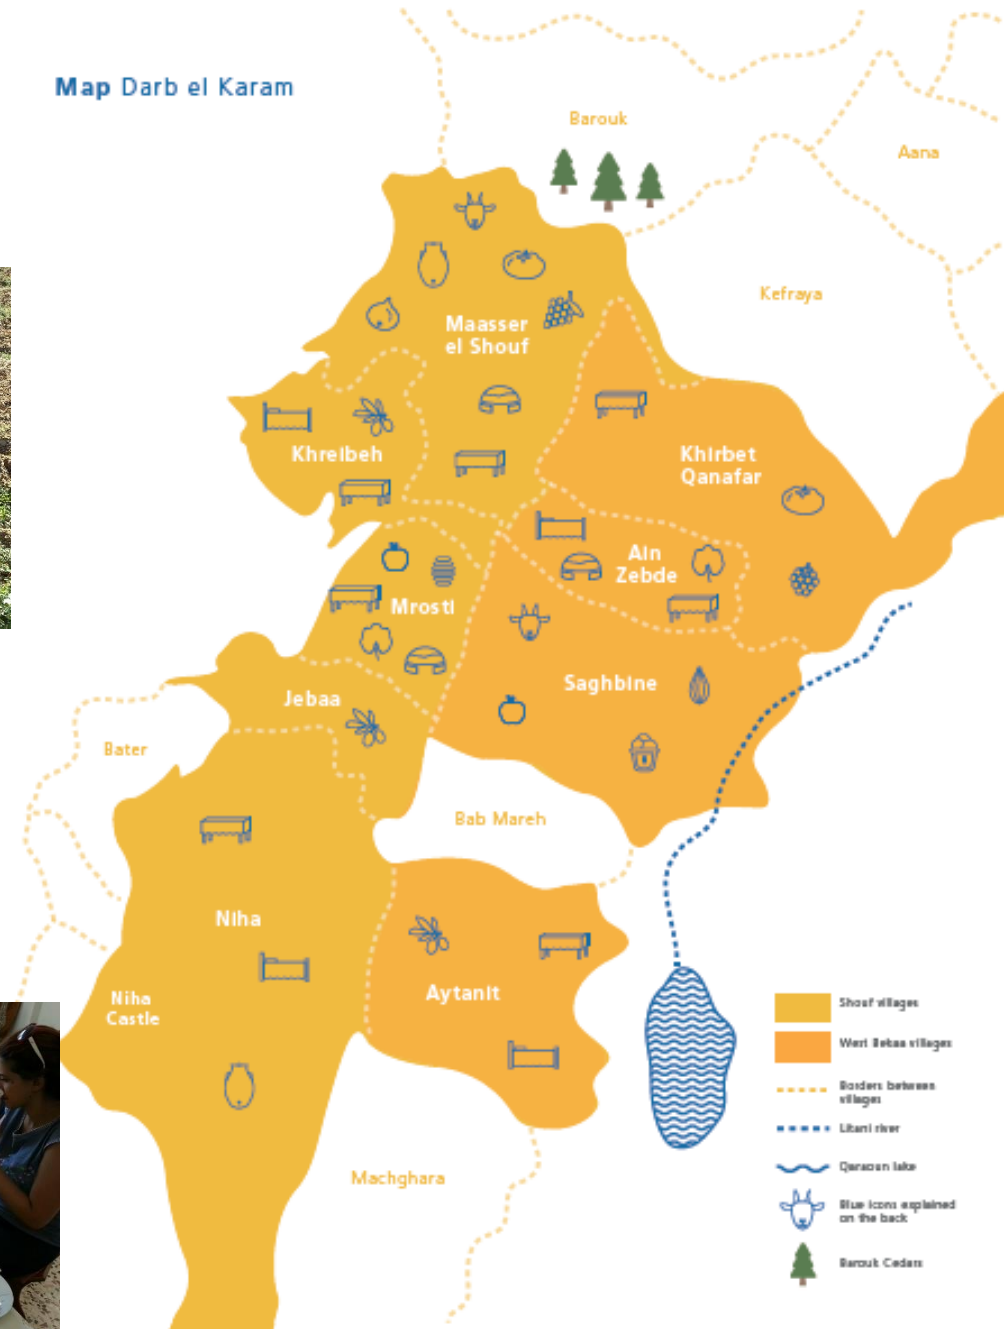 Map Darb el Karam
Barouk
Aana
Kefraya
Maasser
el Shouf
Khreibeh
Khirbet
Qanafar
Ain
Zebde
Mrosti
Saghbine
Jebaa
Bater
Bab Mareh
Niha
Niha
Castle
Aytanit
Machghara
Shouf villages
West Bekaa villages
Borders between
villages
Litani river
Qaraoun lake
Blue icons explained
on the back
Barouk Cedars